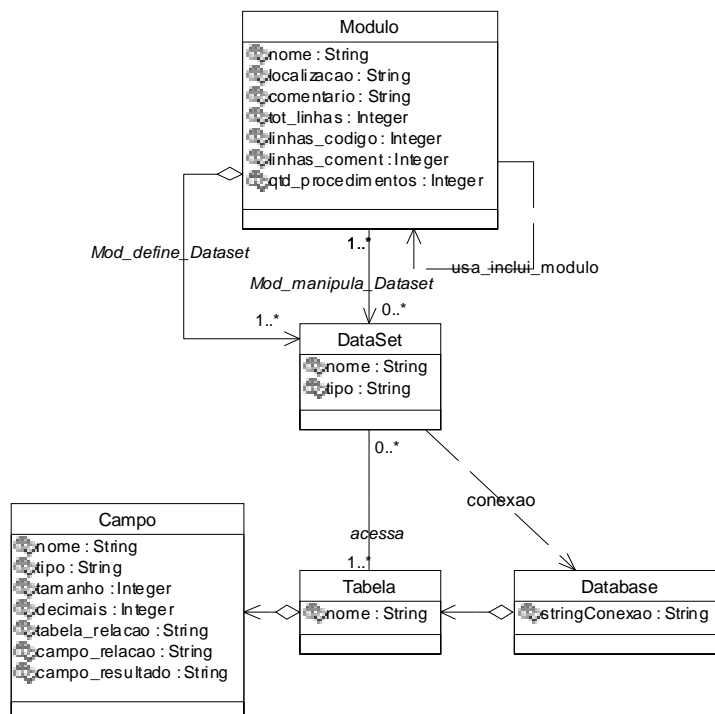 Modulo
nome : String
localizacao : String
comentario : String
tot_linhas : Integer
linhas_codigo : Integer
linhas_coment : Integer
qtd_procedimentos : Integer
1..*
usa_inclui_modulo
Mod_define_Dataset
Mod_manipula_Dataset
1..*
0..*
DataSet
nome : String
tipo : String
0..*
conexao
acessa
1..*
Campo
nome : String
tipo : String
tamanho : Integer
decimais : Integer
tabela_relacao : String
campo_relacao : String
campo_resultado : String
Tabela
nome : String
Database
stringConexao : String